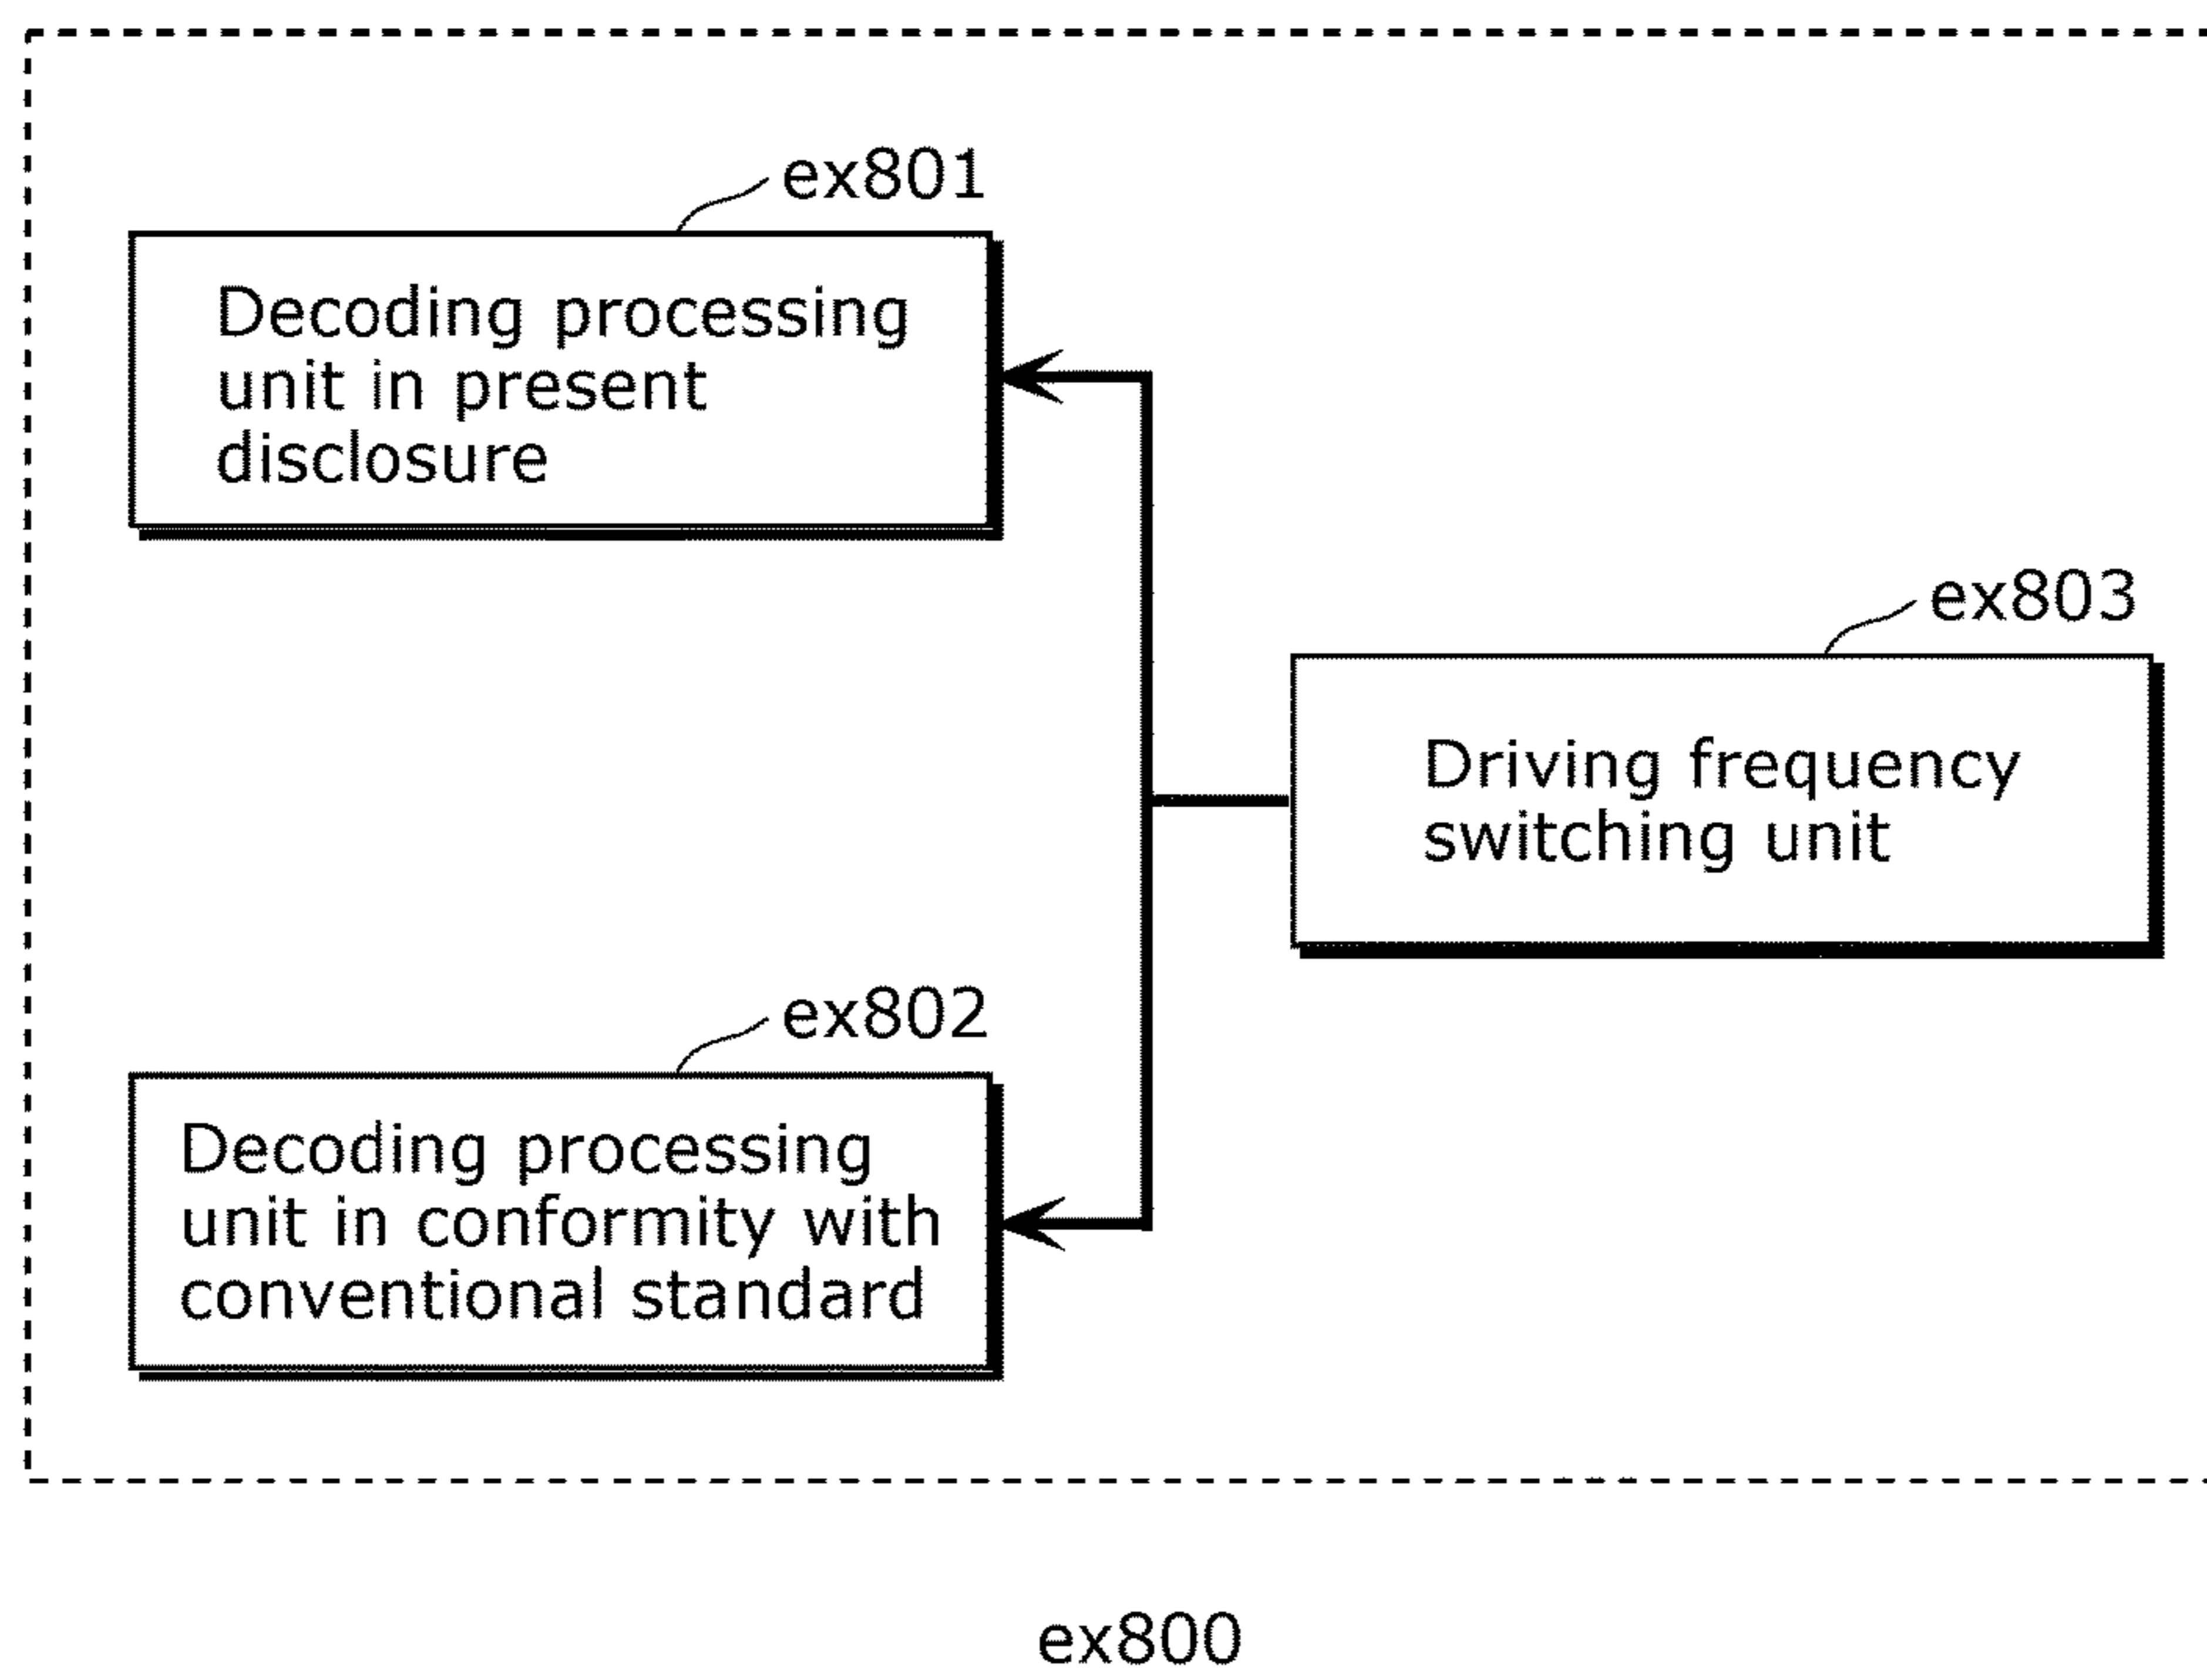 ex801
Decoding processing
unit in present
disclosure
ex803
Driving frequency
switching unit
ex802
Decoding processing
unit in conformity with
conventional standard
ex800